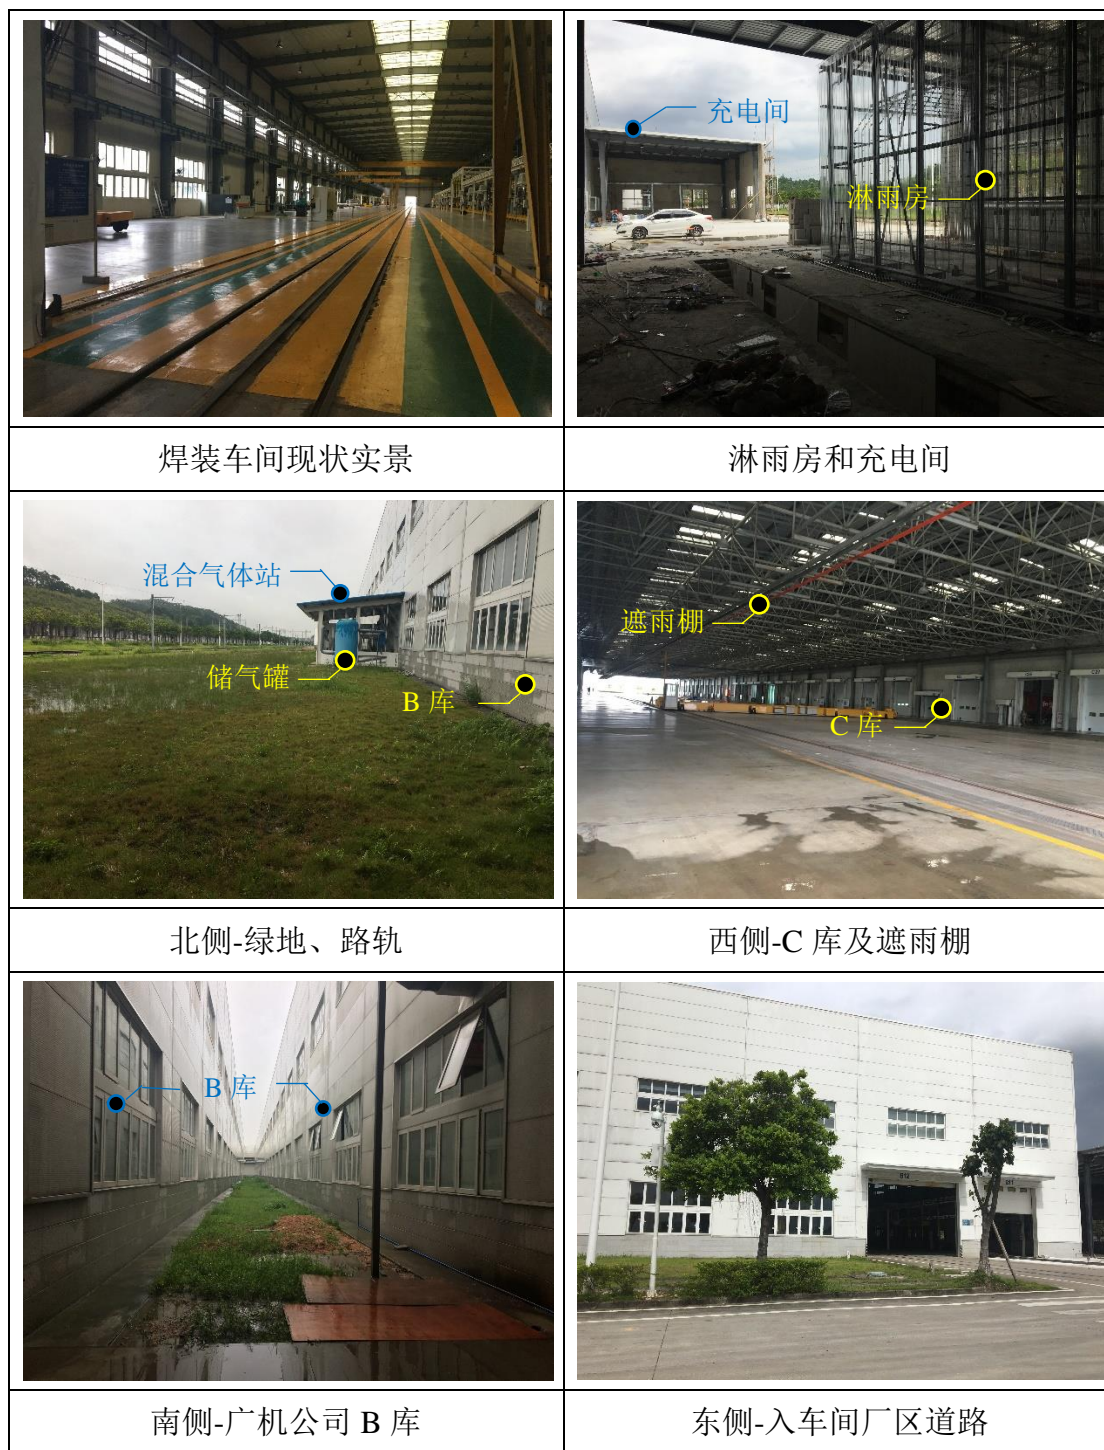 充电间
淋雨房
焊装车间现状实景
淋雨房和充电间
混合气体站
储气罐
B 库
遮雨棚
C 库
北侧-绿地、路轨
西侧-C 库及遮雨棚
B 库
南侧-广机公司 B 库
东侧-入车间厂区道路